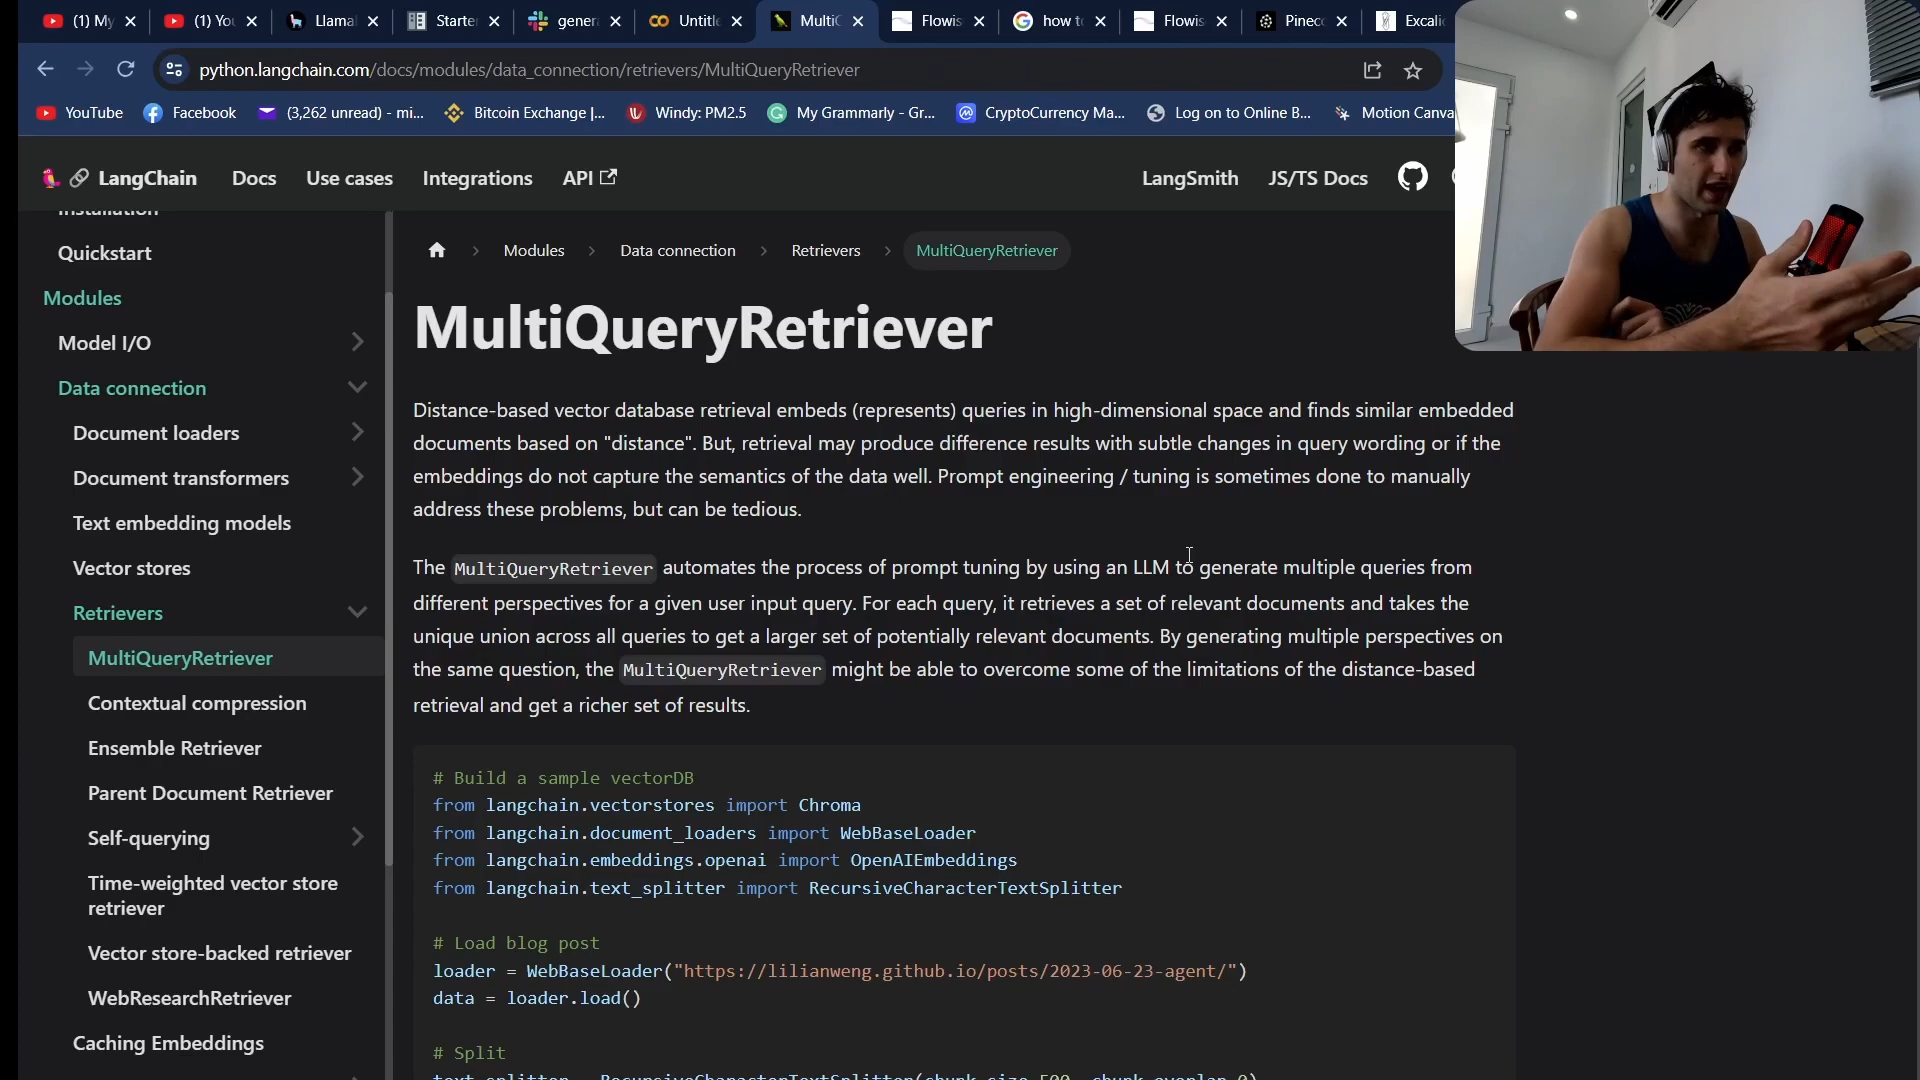 (1) My
(1) Yo
Llama
Starte
gener
Untitl
Multi
Flowis
how t
Flowis
Pinec
Excali
python.langchain.com/docs/modules/data_connection/retrievers/MultiQueryRetriever
YouTube
Facebook
(3,262 unread) - mi...
Bitcoin Exchange |...
Windy: PM2.5
My Grammarly - Gr...
CryptoCurrency Ma...
Log on to Online B...
Motion Canva
LangChain
Docs
Use cases
Integrations
API
LangSmith
JS/TS Docs
Installation
Quickstart
Modules
Model I/O
Data connection
Document loaders
Document transformers
Text embedding models
Vector stores
Retrievers
MultiQueryRetriever
Contextual compression
Ensemble Retriever
Parent Document Retriever
Self-querying
Time-weighted vector store
retriever
Vector store-backed retriever
WebResearchRetriever
Caching Embeddings
Modules
Data connection
Retrievers
MultiQueryRetriever
MultiQueryRetriever
Distance-based vector database retrieval embeds (represents) queries in high-dimensional space and finds similar embedded
documents based on "distance". But, retrieval may produce difference results with subtle changes in query wording or if the
embeddings do not capture the semantics of the data well. Prompt engineering / tuning is sometimes done to manually
address these problems, but can be tedious.
The MultiQueryRetriever automates the process of prompt tuning by using an LLM to generate multiple queries from
different perspectives for a given user input query. For each query, it retrieves a set of relevant documents and takes the
unique union across all queries to get a larger set of potentially relevant documents. By generating multiple perspectives on
the same question, the MultiQueryRetriever might be able to overcome some of the limitations of the distance-based
retrieval and get a richer set of results.
# Build a sample vectorDB
from langchain.vectorstores import Chroma
from langchain.document_loaders import WebBaseLoader
from langchain.embeddings.openai import OpenAIEmbeddings
from langchain.text_splitter import RecursiveCharacterTextSplitter
# Load blog post
loader = WebBaseLoader("https://lilianweng.github.io/posts/2023-06-23-agent/")
data = loader.load()
# Split
text_splitter = RecursiveCharacterTextSplitter(chunk_size=500, chunk_overlap=0)